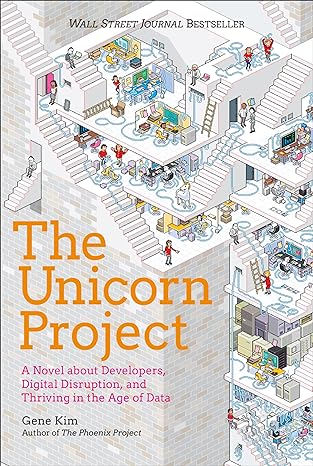 WALL STREET JOURNAL BESTSELLER
The
Unicorn
Project
A Novel about Developers,
Digital Disruption, and
Thriving in the Age of Data
Gene Kim
Author of The Phoenix Project